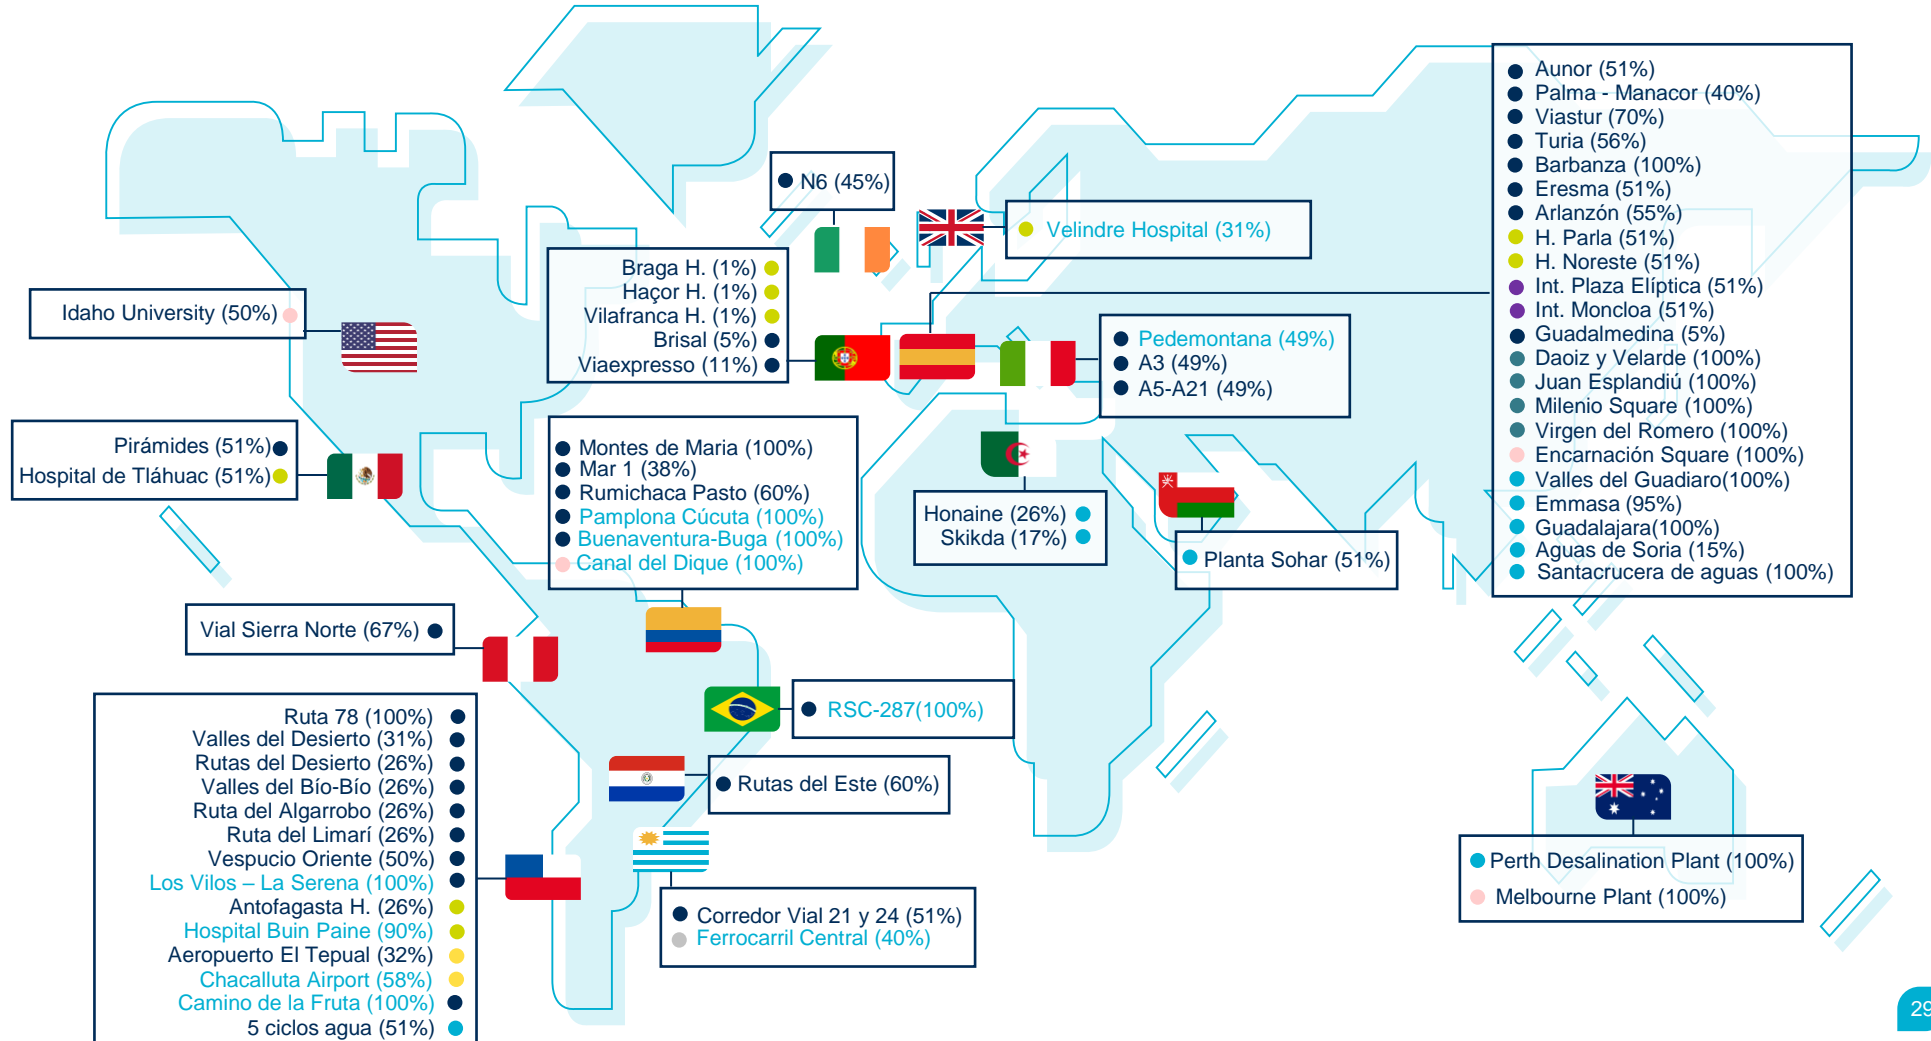 Aunor (51%)
Palma - Manacor (40%)
Viastur (70%)
Turia (56%)
Barbanza (100%)
Eresma (51%)
Arlanzón (55%)
H. Parla (51%)
H. Noreste (51%)
Int. Plaza Elíptica (51%)
Int. Moncloa (51%)
Guadalmedina (5%)
Daoiz y Velarde (100%)
Juan Esplandiú (100%)
Milenio Square (100%)
Virgen del Romero (100%)
Encarnación Square (100%)
Valles del Guadiaro(100%)
Emmasa (95%)
Guadalajara(100%)
Aguas de Soria (15%)
Santacrucera de aguas (100%)
N6 (45%)
Velindre Hospital (31%)
Braga H. (1%)
Haçor H. (1%)
Vilafranca H. (1%)
Brisal (5%)
Viaexpresso (11%)
Idaho University (50%)
Pedemontana (49%)
A3 (49%)
A5-A21 (49%)
Pirámides (51%)
Hospital de Tláhuac (51%)
Montes de Maria (100%)
Mar 1 (38%)
Rumichaca Pasto (60%)
Pamplona Cúcuta (100%)
Buenaventura-Buga (100%)
Canal del Dique (100%)
Honaine (26%)
Skikda (17%)
Planta Sohar (51%)
Vial Sierra Norte (67%)
RSC-287(100%)
Ruta 78 (100%)
Valles del Desierto (31%)
Rutas del Desierto (26%)
Valles del Bío-Bío (26%)
Ruta del Algarrobo (26%)
Ruta del Limarí (26%)
Vespucio Oriente (50%)
Los Vilos – La Serena (100%)
Antofagasta H. (26%)
Hospital Buin Paine (90%)
Aeropuerto El Tepual (32%)
Chacalluta Airport (58%)
Camino de la Fruta (100%)
5 ciclos agua (51%)
Rutas del Este (60%)
Corredor Vial 21 y 24 (51%)
Ferrocarril Central (40%)
Perth Desalination Plant (100%)
Melbourne Plant (100%)
29